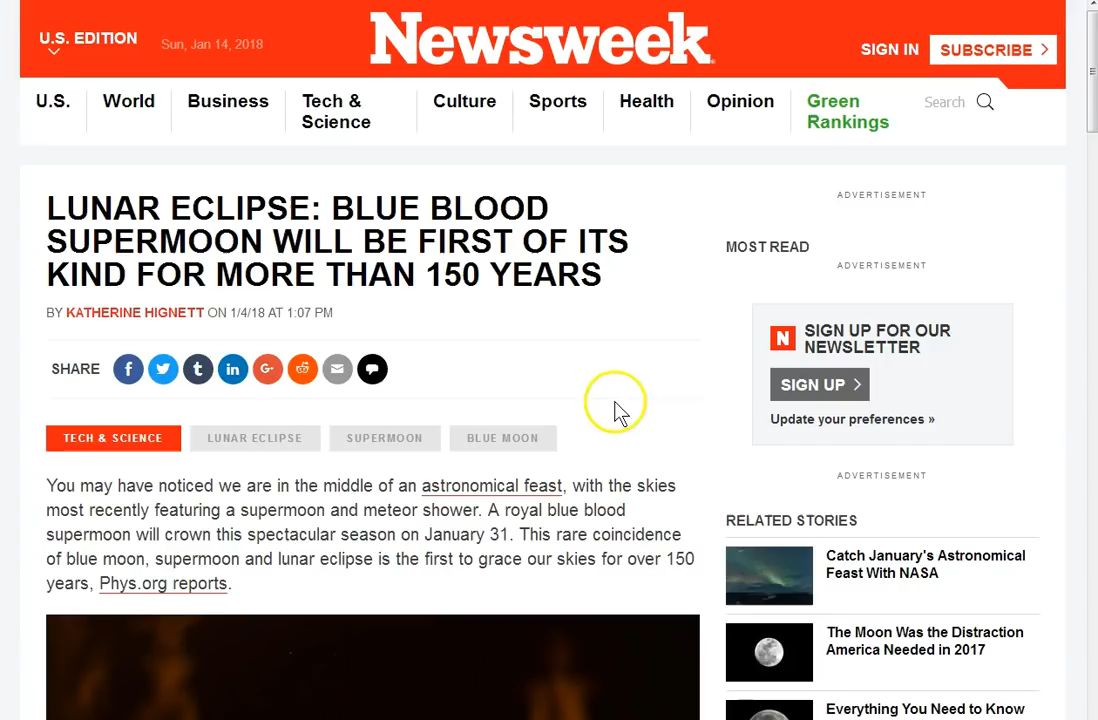 U.S. EDITION
Sun, Jan 14, 2018
Newsweek
SIGN IN
SUBSCRIBE
U.S.
World
Business
Tech &
Science
Culture
Sports
Health
Opinion
Green
Rankings
Search
LUNAR ECLIPSE: BLUE BLOOD
SUPERMOON WILL BE FIRST OF ITS
KIND FOR MORE THAN 150 YEARS
BY KATHERINE HIGNETT ON 1/4/18 AT 1:07 PM
SHARE
f
t
in
G+
TECH & SCIENCE
LUNAR ECLIPSE
SUPERMOON
BLUE MOON
You may have noticed we are in the middle of an astronomical feast, with the skies
most recently featuring a supermoon and meteor shower. A royal blue blood
supermoon will crown this spectacular season on January 31. This rare coincidence
of blue moon, supermoon and lunar eclipse is the first to grace our skies for over 150
years, Phys.org reports.
ADVERTISEMENT
MOST READ
ADVERTISEMENT
N
SIGN UP FOR OUR
NEWSLETTER
SIGN UP
Update your preferences »
ADVERTISEMENT
RELATED STORIES
Catch January's Astronomical
Feast With NASA
The Moon Was the Distraction
America Needed in 2017
Everything You Need to Know